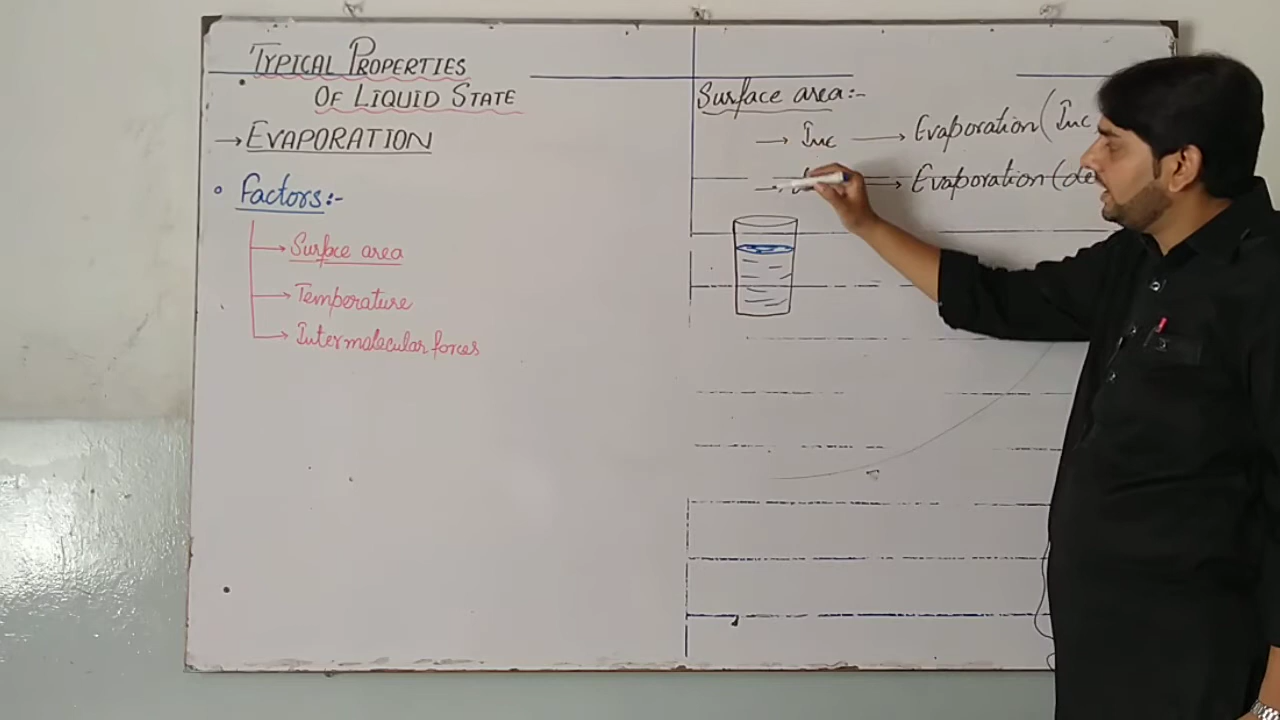 TYPICAL PROPERTIES
OF LIQUID STATE
→ EVAPORATION
• Factors:-
→ Surface area
→ Temperature
→ Intermolecular forces
Surface area:-
→ Inc → Evaporation (Inc
→ → Evaporation (de